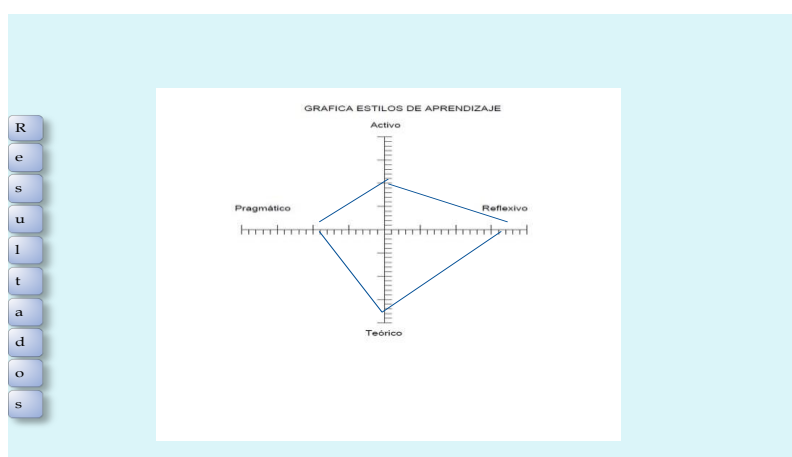 GRAFICA ESTILOS DE APRENDIZAJE
Activo
Pragmático
Reflexivo
Teórico
R
e
s
u
l
t
a
d
o
s